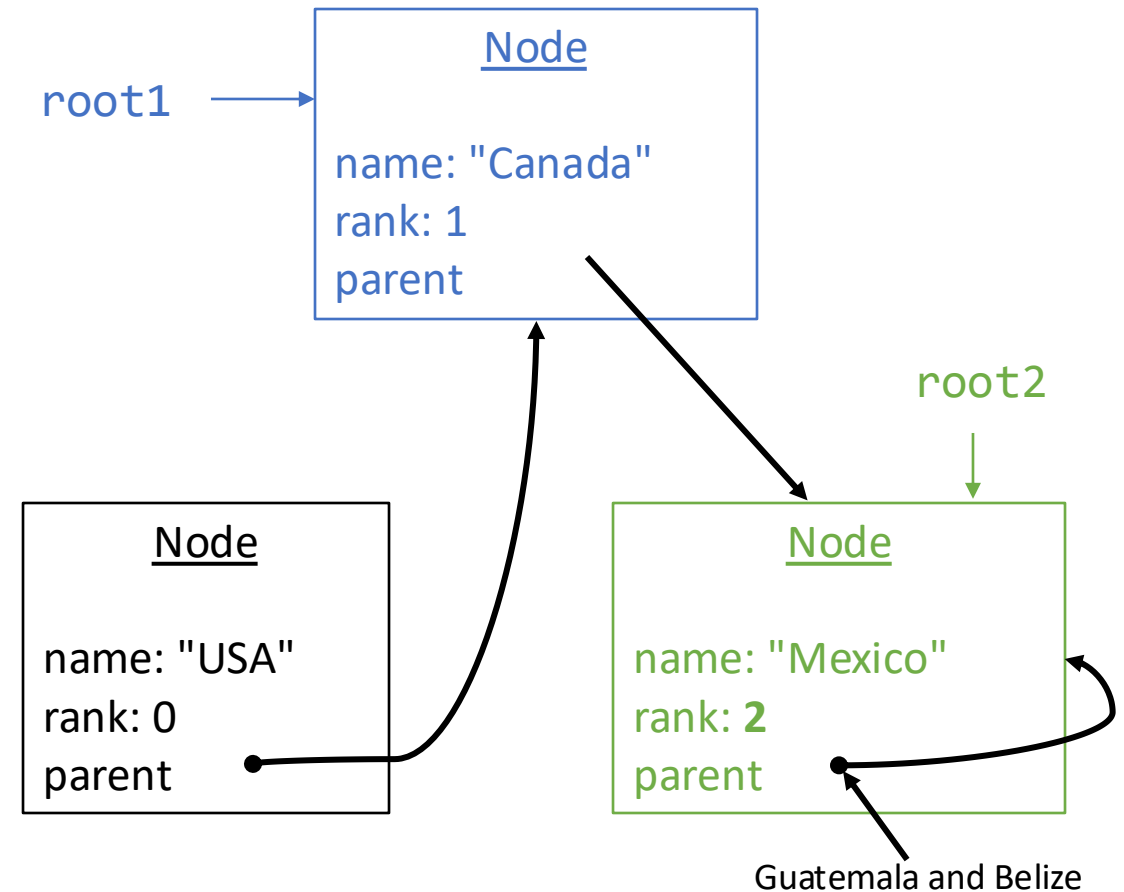 root1
Node
name: "Canada"
rank: 1
parent
root2
Node
name: "USA"
rank: 0
parent
Node
name: "Mexico"
rank: 2
parent
Guatemala and Belize